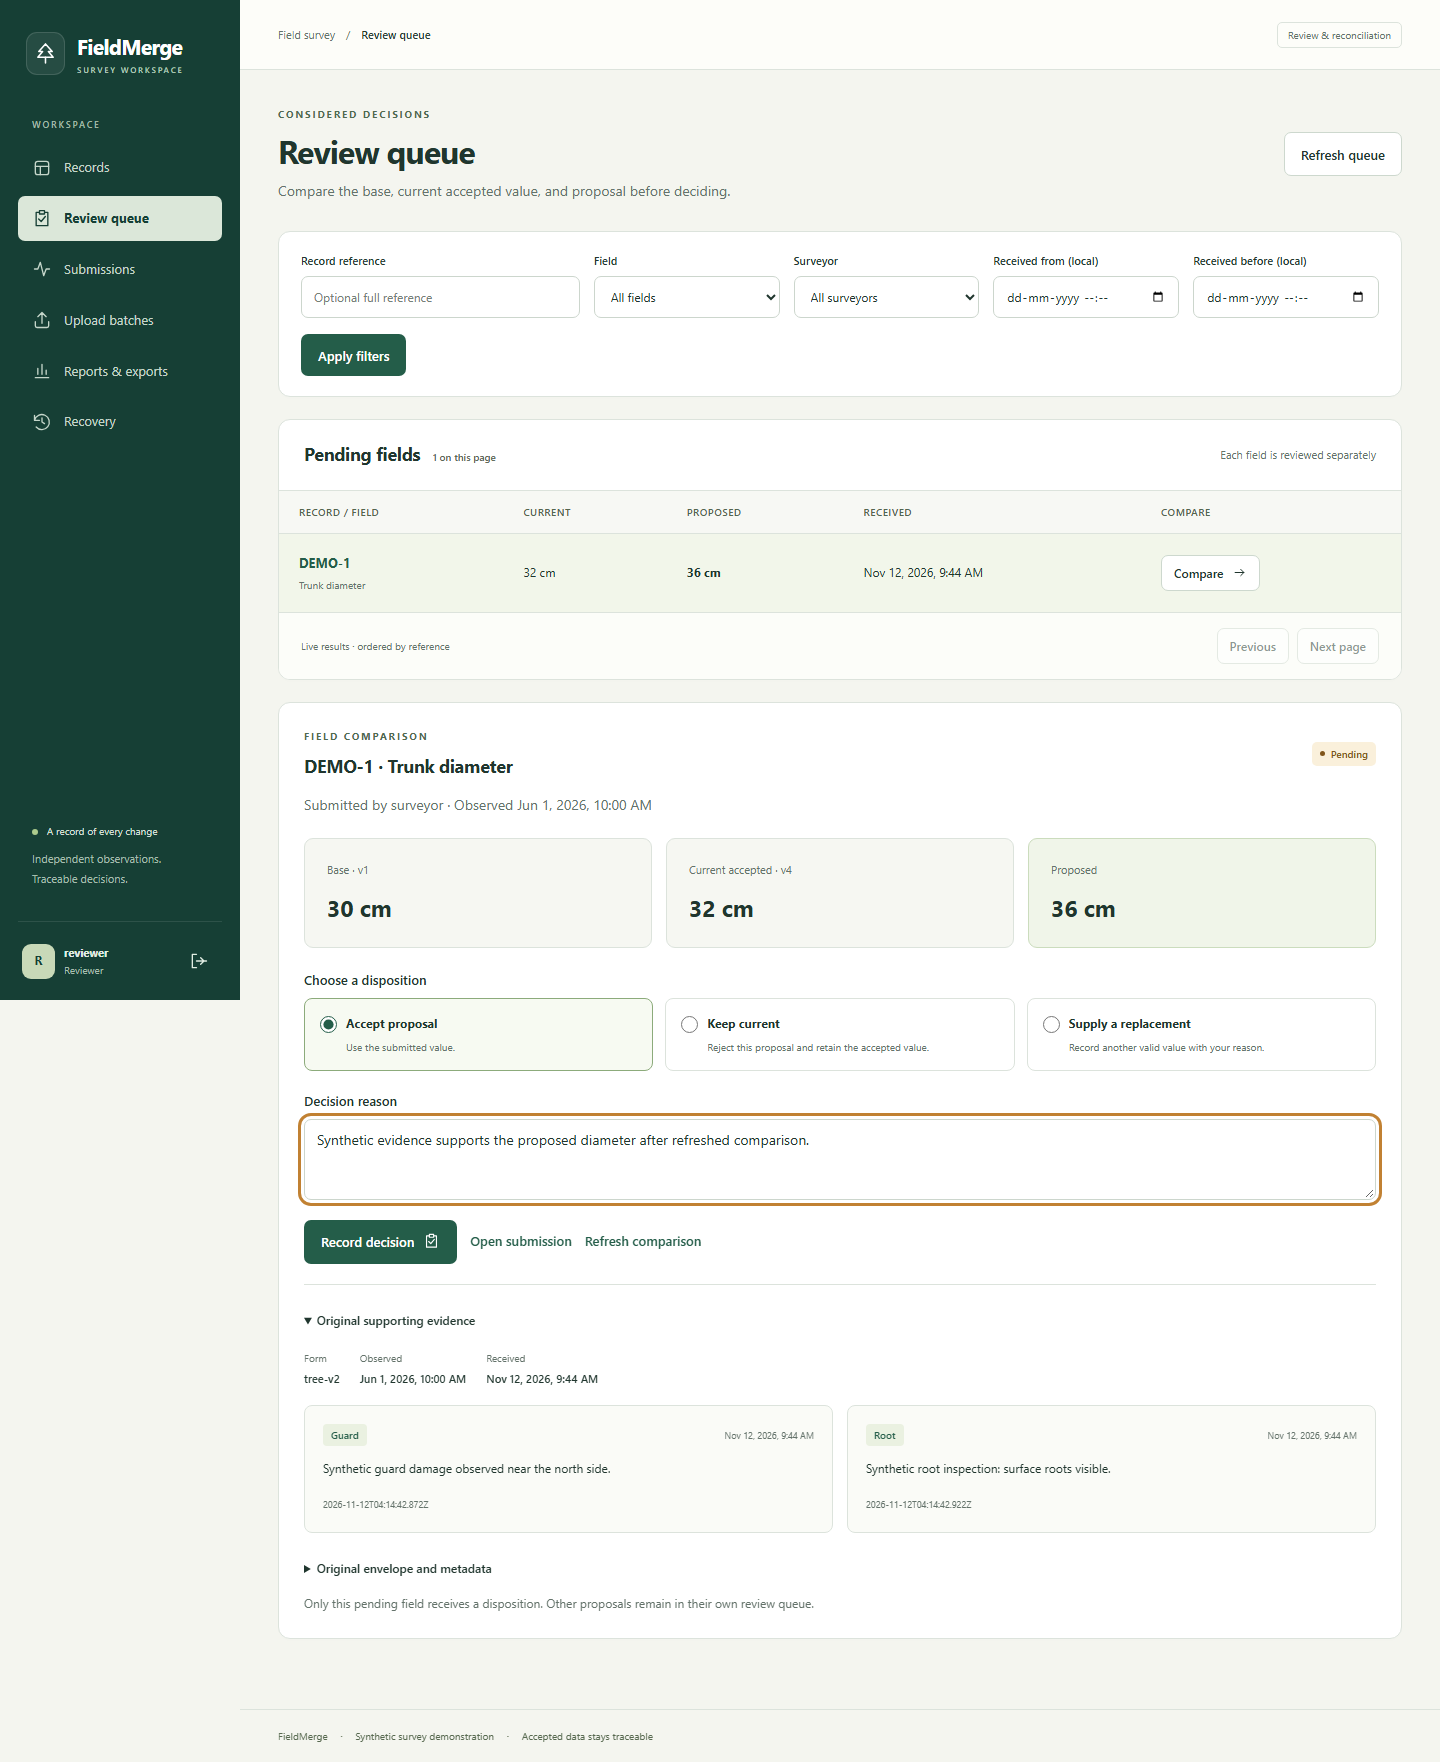 FieldMerge
SURVEY WORKSPACE
WORKSPACE
Records
Review queue
Submissions
Upload batches
Reports & exports
Recovery
A record of every change
Independent observations.
Traceable decisions.
R
reviewer
Reviewer
Field survey / Review queue
Review & reconciliation
CONSIDERED DECISIONS
Review queue
Refresh queue
Compare the base, current accepted value, and proposal before deciding.
Record reference Field Surveyor Received from (local) Received before (local)
Optional full reference All fields All surveyors dd-mm-yyyy --:-- dd-mm-yyyy --:--
Apply filters
Pending fields 1 on this page Each field is reviewed separately
RECORD / FIELD CURRENT PROPOSED RECEIVED COMPARE
DEMO-1
Trunk diameter
32 cm 36 cm Nov 12, 2026, 9:44 AM Compare →
Live results · ordered by reference Previous Next page
FIELD COMPARISON
DEMO-1 · Trunk diameter
Pending
Submitted by surveyor · Observed Jun 1, 2026, 10:00 AM
Base · v1
30 cm
Current accepted · v4
32 cm
Proposed
36 cm
Choose a disposition
Accept proposal
Use the submitted value.
Keep current
Reject this proposal and retain the accepted value.
Supply a replacement
Record another valid value with your reason.
Decision reason
Synthetic evidence supports the proposed diameter after refreshed comparison.
Record decision Open submission Refresh comparison
Original supporting evidence
Form Observed Received
tree-v2 Jun 1, 2026, 10:00 AM Nov 12, 2026, 9:44 AM
Guard Nov 12, 2026, 9:44 AM
Synthetic guard damage observed near the north side.
2026-11-12T04:14:42.872Z
Root Nov 12, 2026, 9:44 AM
Synthetic root inspection: surface roots visible.
2026-11-12T04:14:42.922Z
Original envelope and metadata
Only this pending field receives a disposition. Other proposals remain in their own review queue.
FieldMerge · Synthetic survey demonstration · Accepted data stays traceable